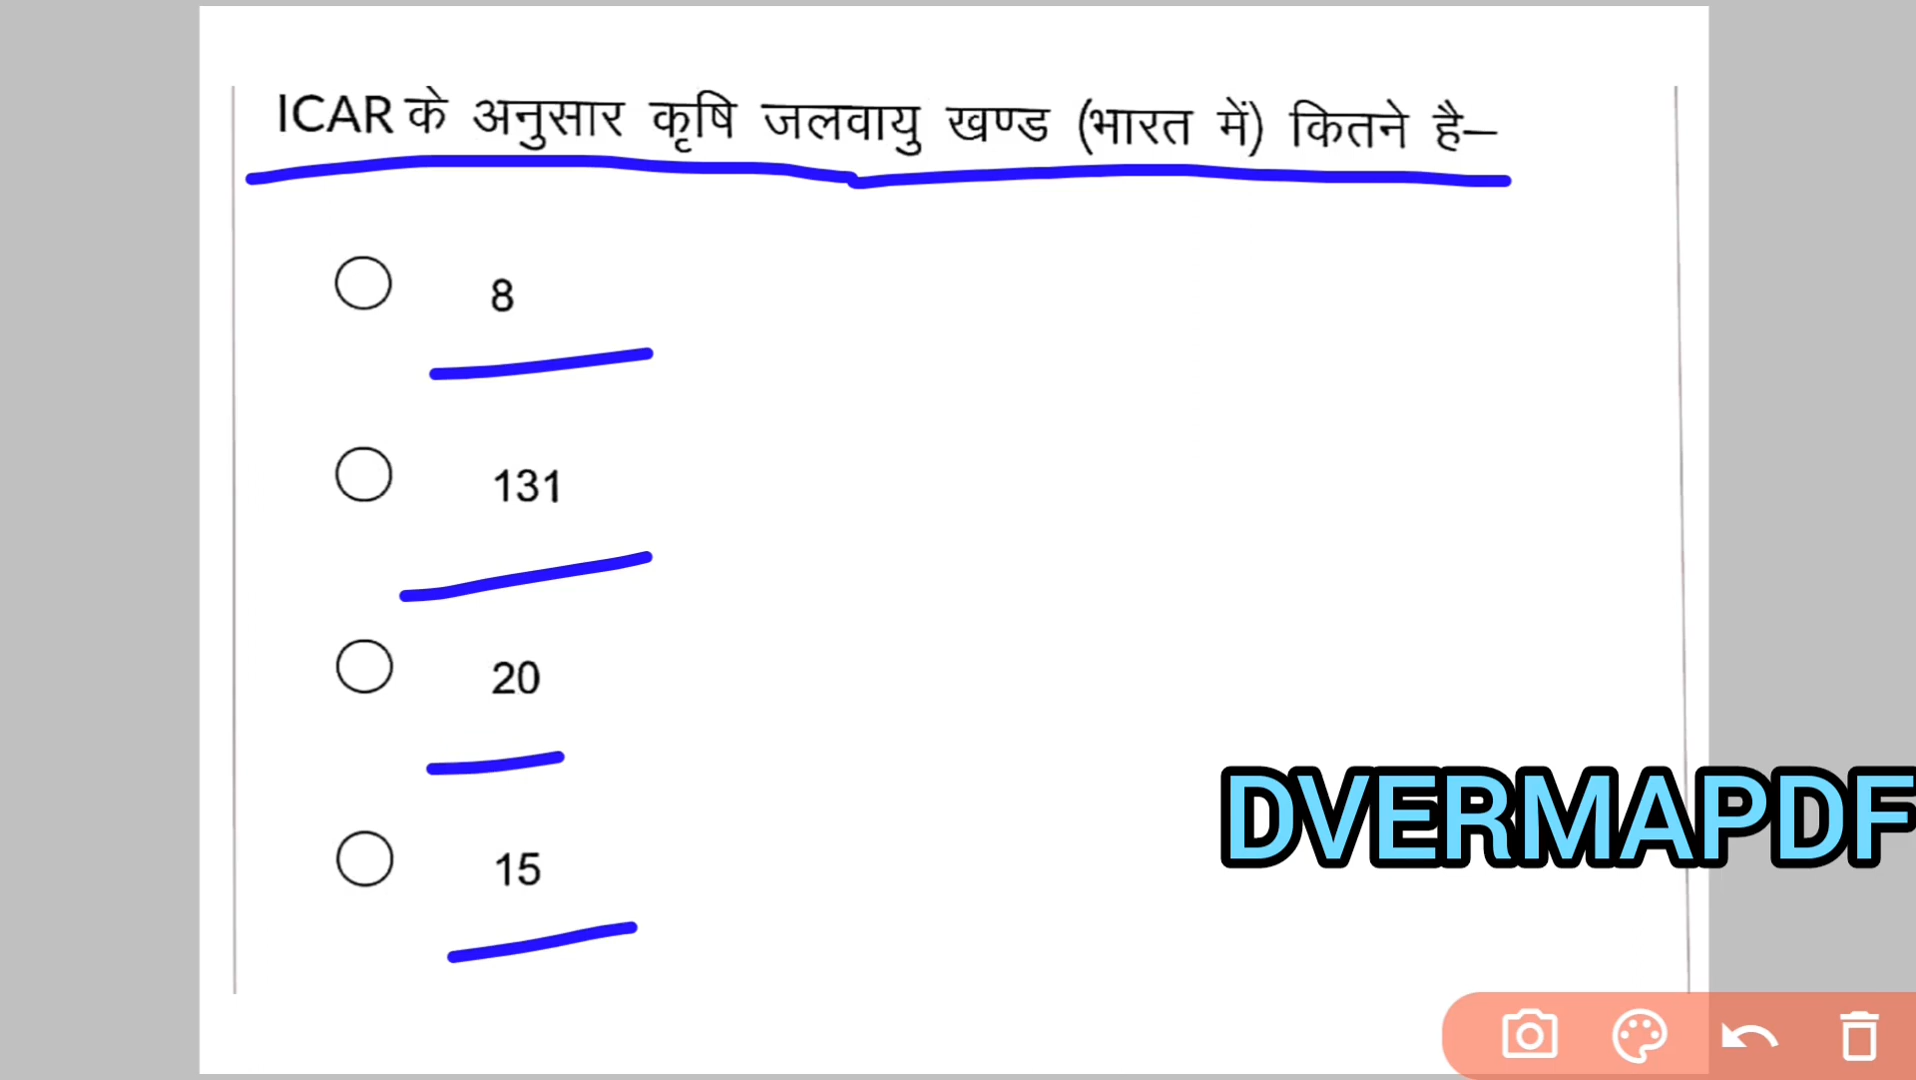 ICAR के अनुसार कृषि जलवायु खण्ड (भारत में) कितने है–
8
131
20
15
DVERMAPDF